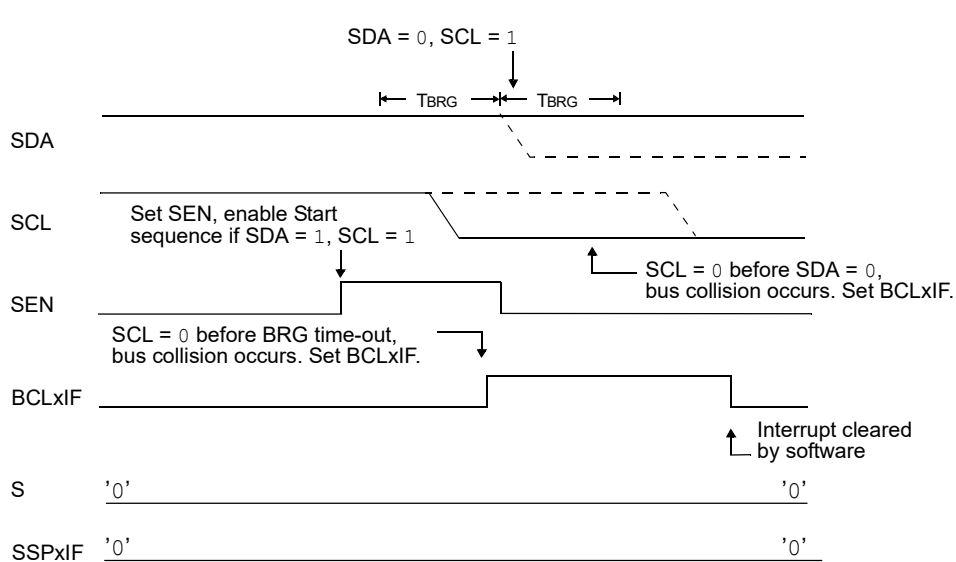 SDA = 0, SCL = 1
TBRG TBRG
SDA
SCL
Set SEN, enable Start
sequence if SDA = 1, SCL = 1
SCL = 0 before SDA = 0,
bus collision occurs. Set BCLxIF.
SEN
SCL = 0 before BRG time-out,
bus collision occurs. Set BCLxIF.
BCLxIF
Interrupt cleared
by software
S '0' '0'
SSPxIF '0' '0'